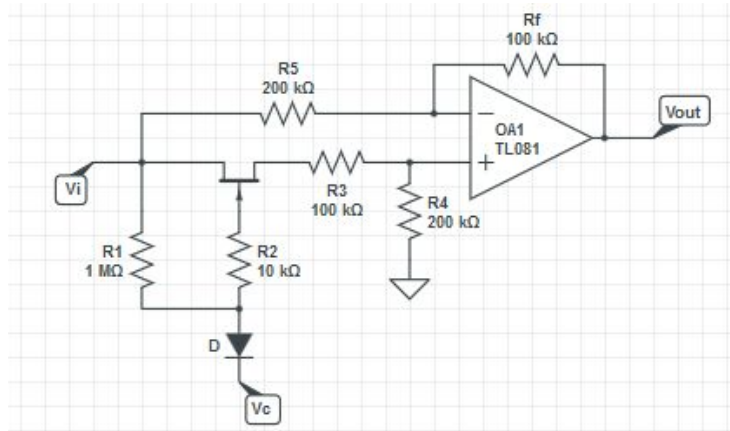 Rf
100 kΩ
R5
200 kΩ
Vout
OA1
TL081
Vi
R3
100 kΩ
R4
200 kΩ
R1
1 MΩ
R2
10 kΩ
D
Vc